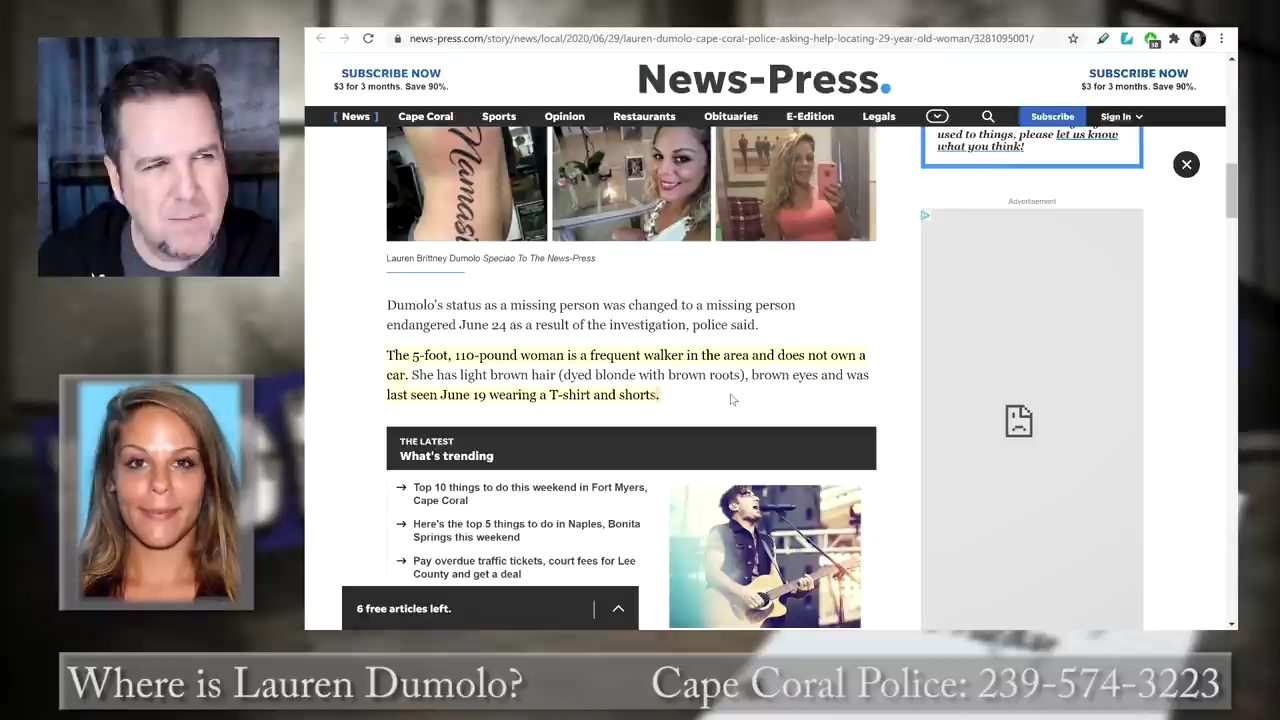 news-press.com/story/news/local/2020/06/29/lauren-dumolo-cape-coral-police-asking-help-locating-29-year-old-woman/3281095001/
38
SUBSCRIBE NOW
$3 for 3 months. Save 90%.
News-Press.
SUBSCRIBE NOW
$3 for 3 months. Save 90%.
[ News ] Cape Coral Sports Opinion Restaurants Obituaries E-Edition Legals Subscribe Sign In
used to things, please let us know
what you think!
Namast
Advertisement
Lauren Brittney Dumolo Speciao To The News-Press
Dumolo's status as a missing person was changed to a missing person
endangered June 24 as a result of the investigation, police said.
The 5-foot, 110-pound woman is a frequent walker in the area and does not own a
car. She has light brown hair (dyed blonde with brown roots), brown eyes and was
last seen June 19 wearing a T-shirt and shorts.
THE LATEST
What's trending
Top 10 things to do this weekend in Fort Myers,
Cape Coral
Here's the top 5 things to do in Naples, Bonita
Springs this weekend
Pay overdue traffic tickets, court fees for Lee
County and get a deal
6 free articles left.
Where is Lauren Dumolo? Cape Coral Police: 239-574-3223